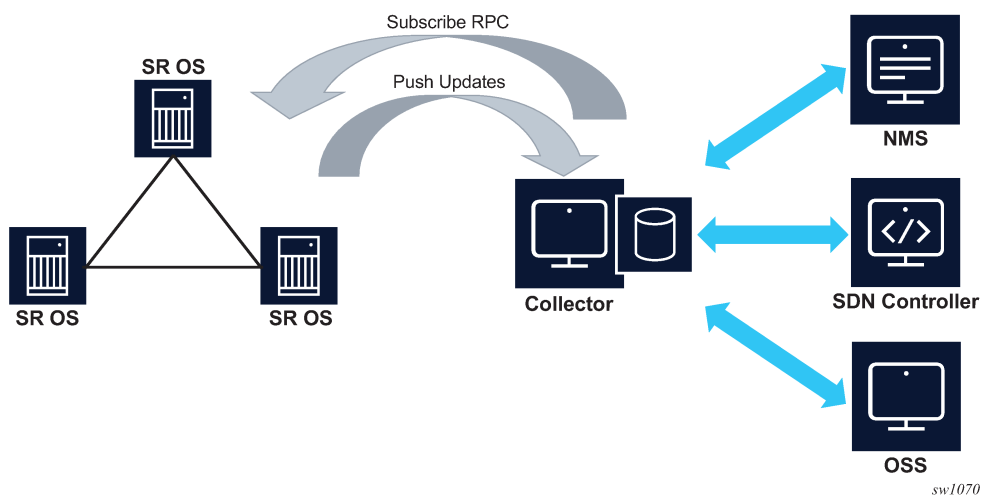 Subscribe RPC
Push Updates
SR OS
SR OS
SR OS
Collector
NMS
</>
SDN Controller
OSS
sw1070